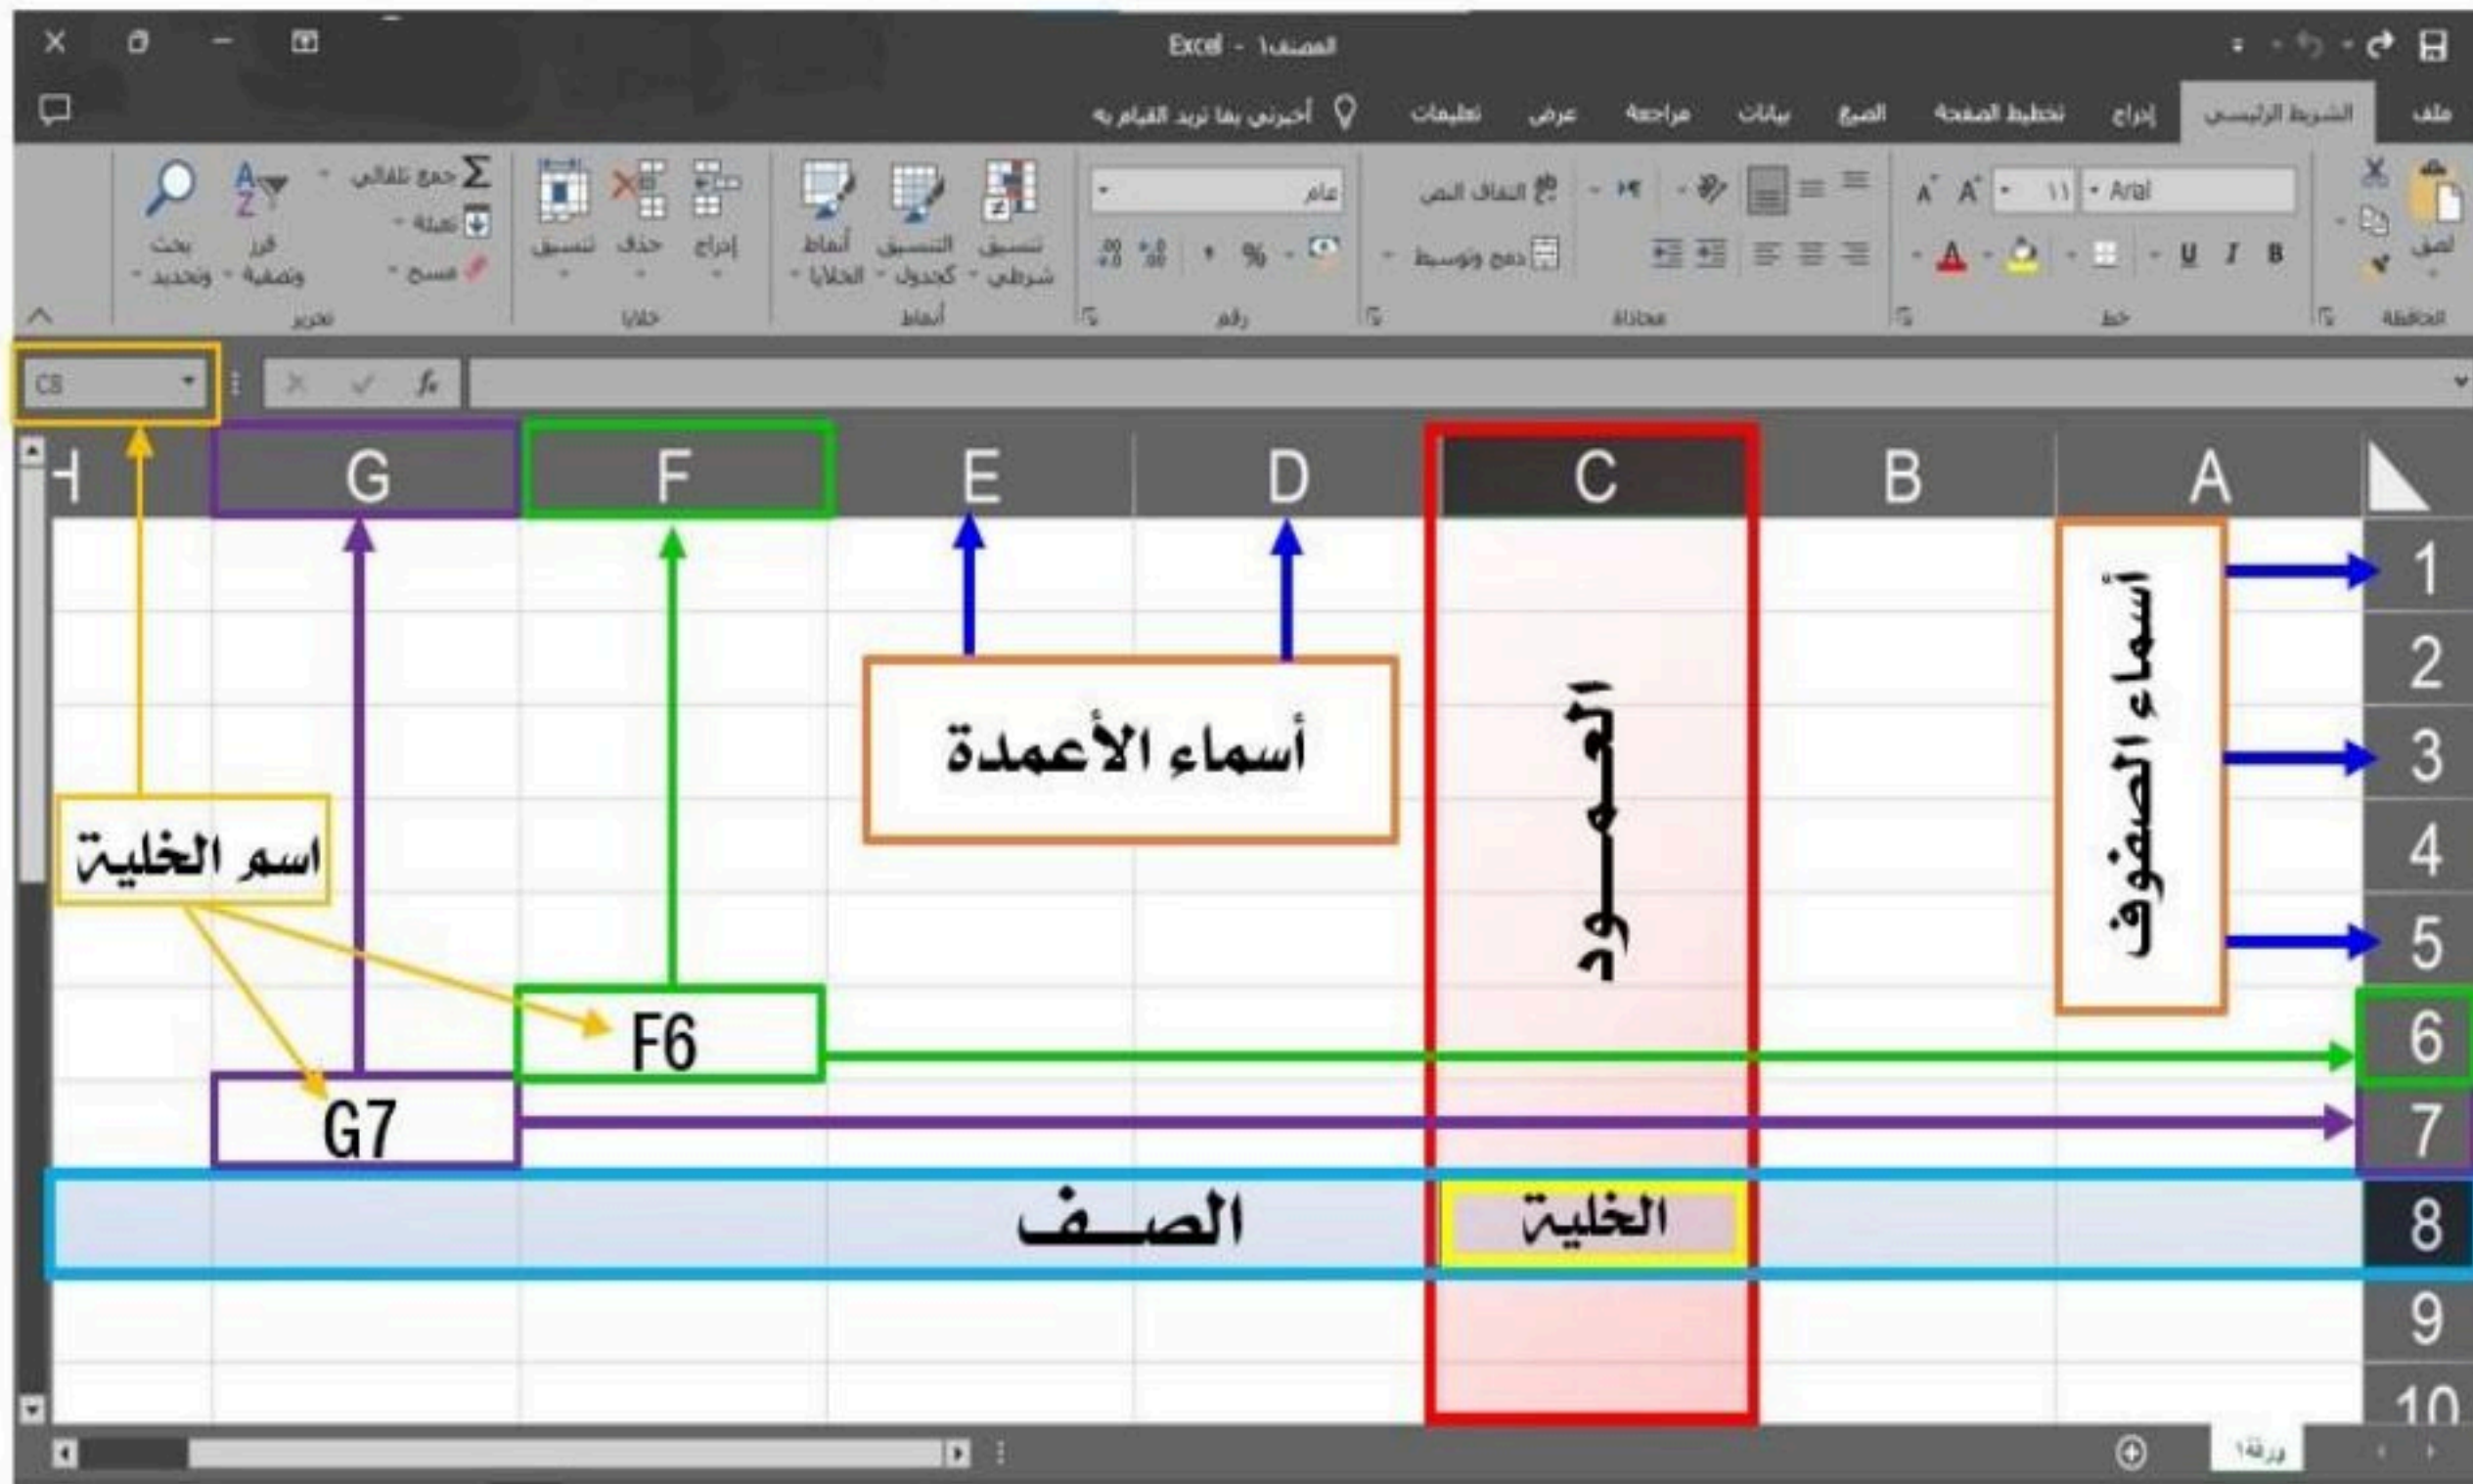 المصنف١ - Excel
ملف الشريط الرئيسي إدراج تخطيط الصفحة الصيغ بيانات مراجعة عرض تعليمات أخبرني بما تريد القيام به
لصق
الحافظة
Arial ١١
B I U
خط
التفاف النص
دمج وتوسيط
محاذاة
عام
%
رقم
تنسيق شرطي
التنسيق كجدول
أنماط الخلايا
أنماط
إدراج حذف تنسيق
خلايا
جمع تلقائي
تعبئة
مسح
فرز وتصفية
بحث وتحديد
تحرير
C8
fx
A B C D E F G H
1
2
3
4
5
6
7
8
9
10
أسماء الصفوف
العمـــود
أسماء الأعمدة
اسم الخلية
F6
G7
الخلية
الصـــف
ورقة١